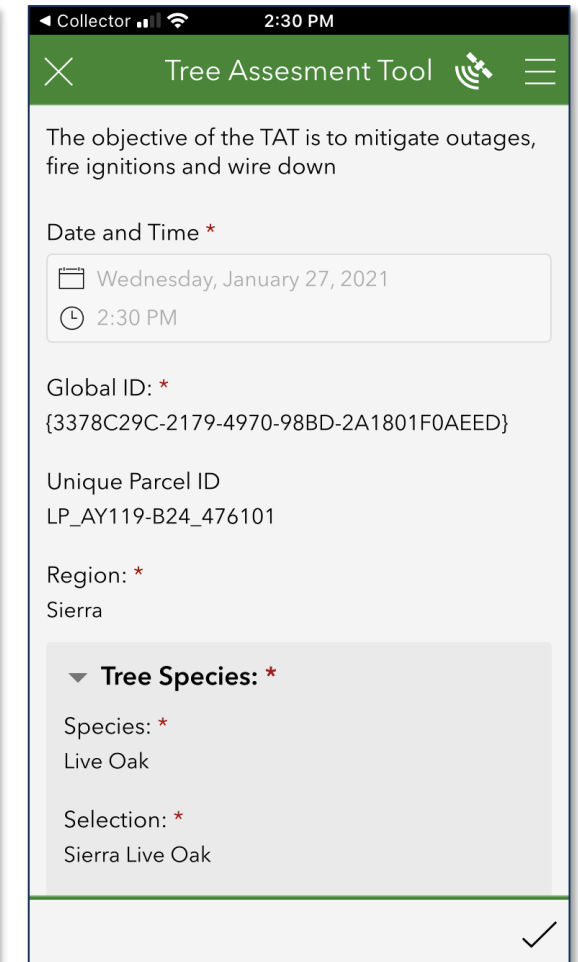 ◀ Collector 2:30 PM
Tree Assesment Tool
The objective of the TAT is to mitigate outages,
fire ignitions and wire down
Date and Time *
Wednesday, January 27, 2021
2:30 PM
Global ID: *
{3378C29C-2179-4970-98BD-2A1801F0AEED}
Unique Parcel ID
LP_AY119-B24_476101
Region: *
Sierra
Tree Species: *
Species: *
Live Oak
Selection: *
Sierra Live Oak